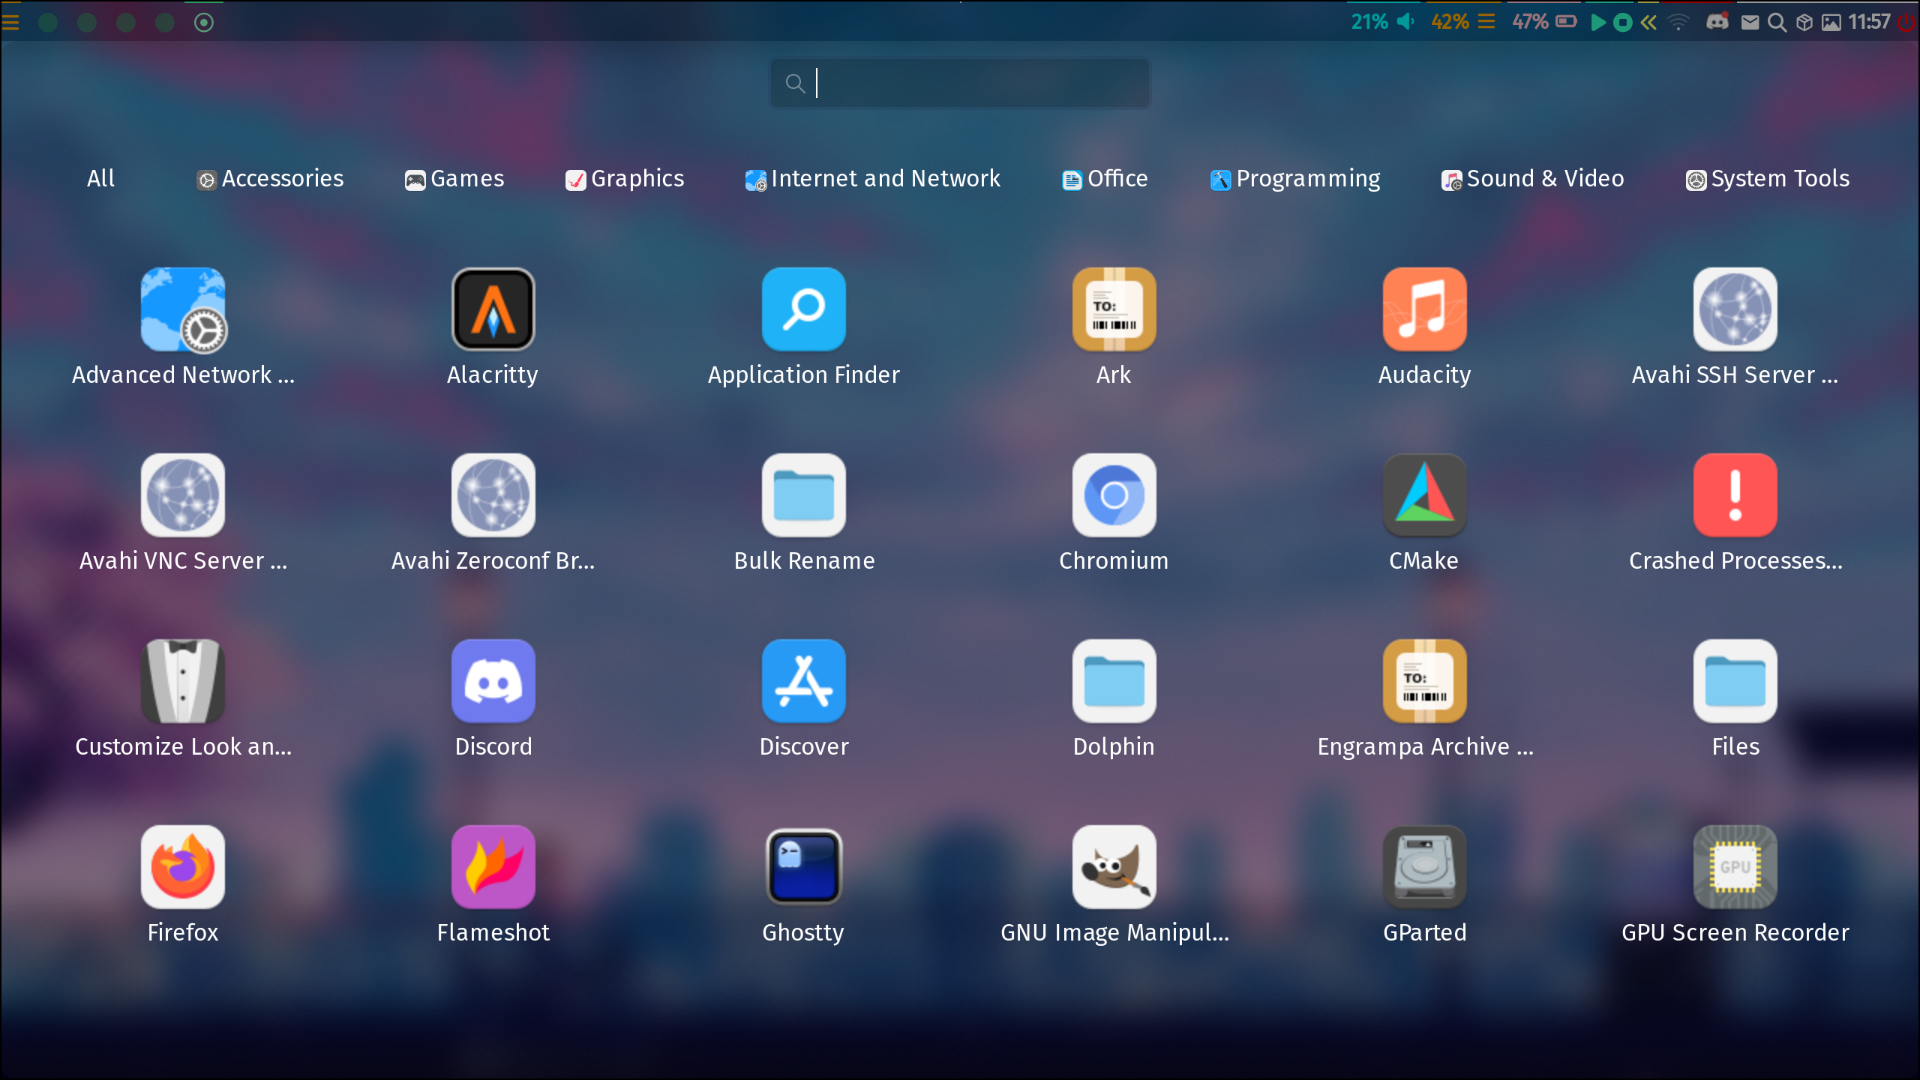 21% 42% 47% 11:57
All Accessories Games Graphics Internet and Network Office Programming Sound & Video System Tools
TO:
Advanced Network ... Alacritty Application Finder Ark Audacity Avahi SSH Server ...
Avahi VNC Server ... Avahi Zeroconf Br... Bulk Rename Chromium CMake Crashed Processes...
TO:
Customize Look an... Discord Discover Dolphin Engrampa Archive ... Files
GPU
Firefox Flameshot Ghostty GNU Image Manipul... GParted GPU Screen Recorder